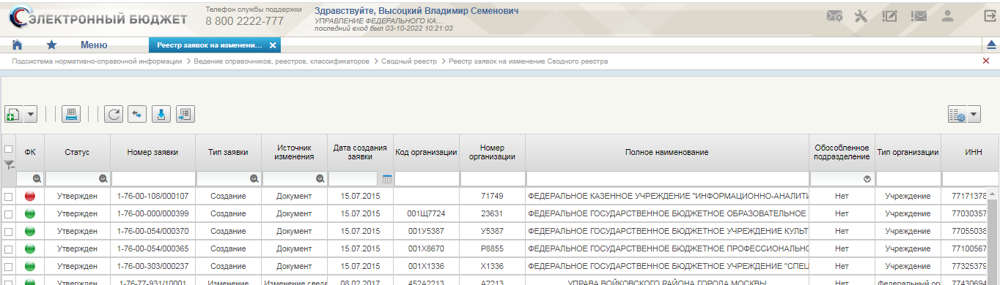 ЭЛЕКТРОННЫЙ БЮДЖЕТ
Телефон службы поддержки
8 800 2222-777
Здравствуйте, Высоцкий Владимир Семенович
УПРАВЛЕНИЕ ФЕДЕРАЛЬНОГО КА...
последний вход был 03-10-2022 10:21:03
Меню
Реестр заявок на изменени...
Подсистема нормативно-справочной информации > Ведение справочников, реестров, классификаторов > Сводный реестр > Реестр заявок на изменение Сводного реестра
ФК Статус Номер заявки Тип заявки Источник изменения Дата создания заявки Код организации Номер организации Полное наименование Обособленное подразделение Тип организации ИНН
Утвержден 1-76-00-108/000107 Создание Документ 15.07.2015 71749 ФЕДЕРАЛЬНОЕ КАЗЕННОЕ УЧРЕЖДЕНИЕ "ИНФОРМАЦИОННО-АНАЛИТИ Нет Учреждение 77171378
Утвержден 1-76-00-000/000399 Создание Документ 15.07.2015 001Щ7724 23631 ФЕДЕРАЛЬНОЕ ГОСУДАРСТВЕННОЕ БЮДЖЕТНОЕ ОБРАЗОВАТЕЛЬНОЕ Нет Учреждение 77030357
Утвержден 1-76-00-054/000370 Создание Документ 15.07.2015 001У5387 У5387 ФЕДЕРАЛЬНОЕ ГОСУДАРСТВЕННОЕ БЮДЖЕТНОЕ УЧРЕЖДЕНИЕ КУЛЬТ Нет Учреждение 77055038
Утвержден 1-76-00-054/000365 Создание Документ 15.07.2015 001Х8670 Р8855 ФЕДЕРАЛЬНОЕ ГОСУДАРСТВЕННОЕ БЮДЖЕТНОЕ ПРОФЕССИОНАЛЬНО Нет Учреждение 77100567
Утвержден 1-76-00-303/000237 Создание Документ 15.07.2015 001Х1336 Х1336 ФЕДЕРАЛЬНОЕ ГОСУДАРСТВЕННОЕ БЮДЖЕТНОЕ УЧРЕЖДЕНИЕ "СПЕЦ Нет Учреждение 77325379
Утвержден 1-76-77-931/10001 Изменение Изменение сведе 08.02.2017 452А2213 А2213 УПРАВА ВОЙКОВСКОГО РАЙОНА ГОРОДА МОСКВЫ Нет Федеральный ор 77430694